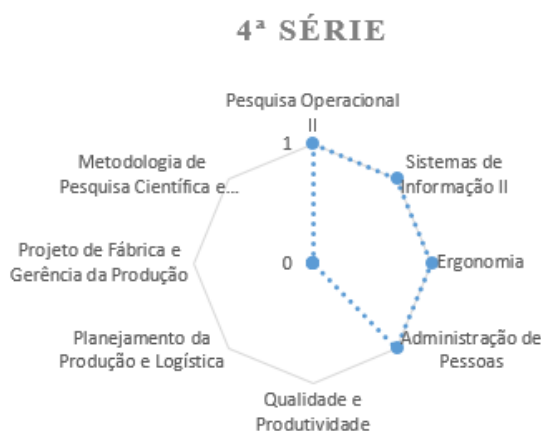 4ª SÉRIE
Pesquisa Operacional
II
1
Sistemas de
Informação II
Ergonomia
Administração de
Pessoas
Qualidade e
Produtividade
Planejamento da
Produção e Logística
Projeto de Fábrica e
Gerência da Produção
Metodologia de
Pesquisa Científica e...
0